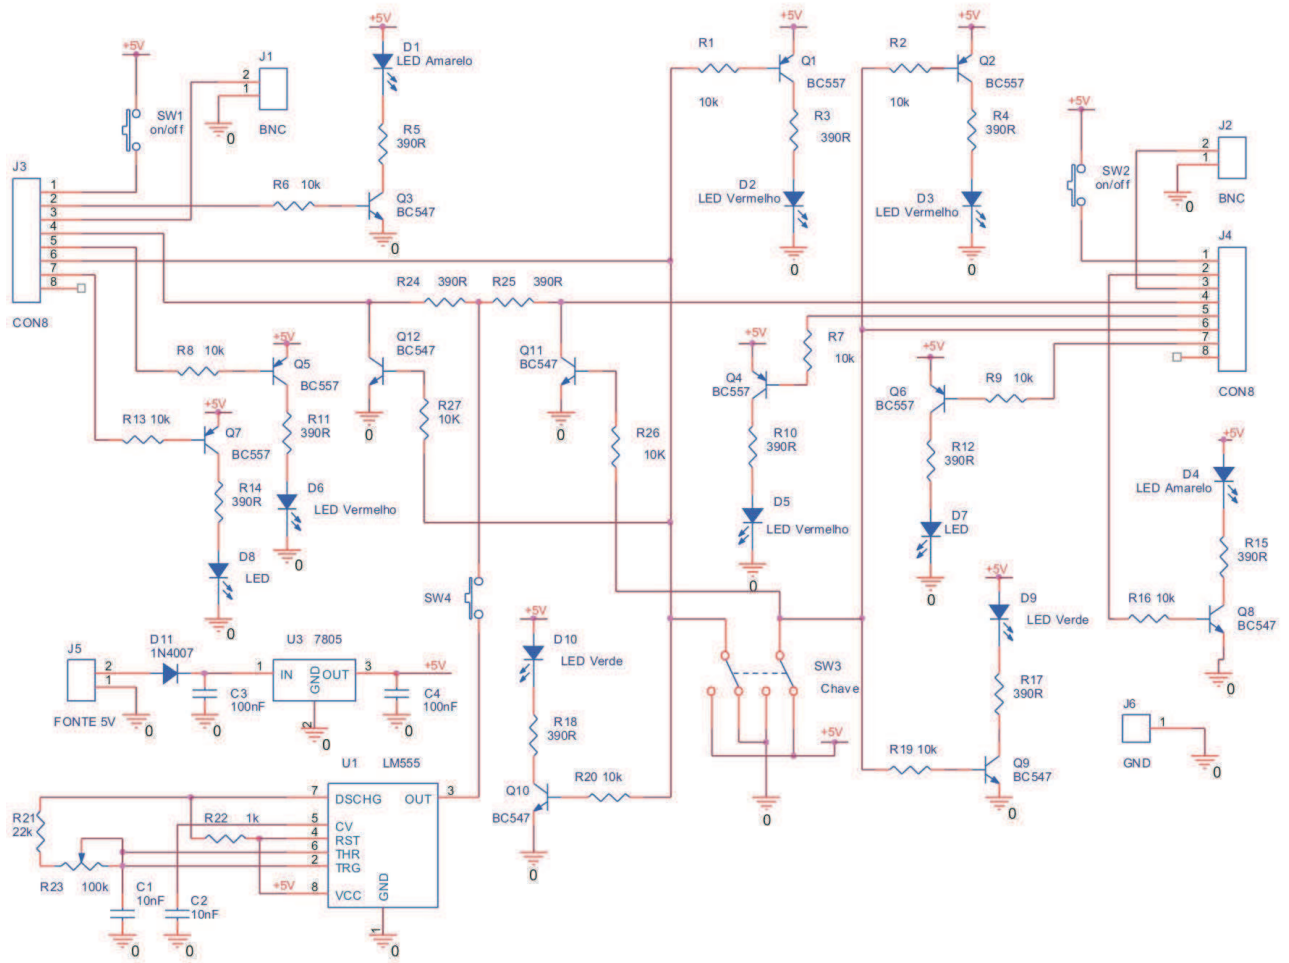 +5V
SW1
on/off
J1
2
1
BNC
0
+5V
D1
LED Amarelo
R5
390R
Q3
BC547
0
R6 10k
J3
1
2
3
4
5
6
7
8
CON8
+5V
R1
10k
Q1
BC557
R3
390R
D2
LED Vermelho
0
+5V
R2
10k
Q2
BC557
R4
390R
D3
LED Vermelho
0
+5V
SW2
on/off
J2
2
1
BNC
0
J4
1
2
3
4
5
6
7
8
CON8
R24 390R
R25 390R
Q12
BC547
0
R27
10K
Q11
BC547
0
R26
10K
R8 10k
+5V
Q5
BC557
R11
390R
D6
LED Vermelho
0
R13 10k
+5V
Q7
BC557
R14
390R
D8
LED
0
+5V
Q4
BC557
R7
10k
R10
390R
D5
LED Vermelho
0
+5V
Q6
BC557
R9 10k
R12
390R
D7
LED
0
+5V
D4
LED Amarelo
R15
390R
R16 10k
Q8
BC547
0
SW4
J5
2
1
FONTE 5V
0
D11
1N4007
C3
100nF
0
U3 7805
1
IN
GND
OUT
3
2
0
+5V
C4
100nF
0
+5V
D10
LED Verde
R18
390R
Q10
BC547
R20 10k
0
SW3
Chave
+5V
0
+5V
D9
LED Verde
R17
390R
R19 10k
Q9
BC547
0
J6
1
GND
0
U1 LM555
7
DSCHG
OUT
3
5
CV
4
RST
6
THR
2
TRG
8
VCC
GND
1
0
+5V
R21
22k
R22 1k
R23 100k
C1
10nF
0
C2
10nF
0